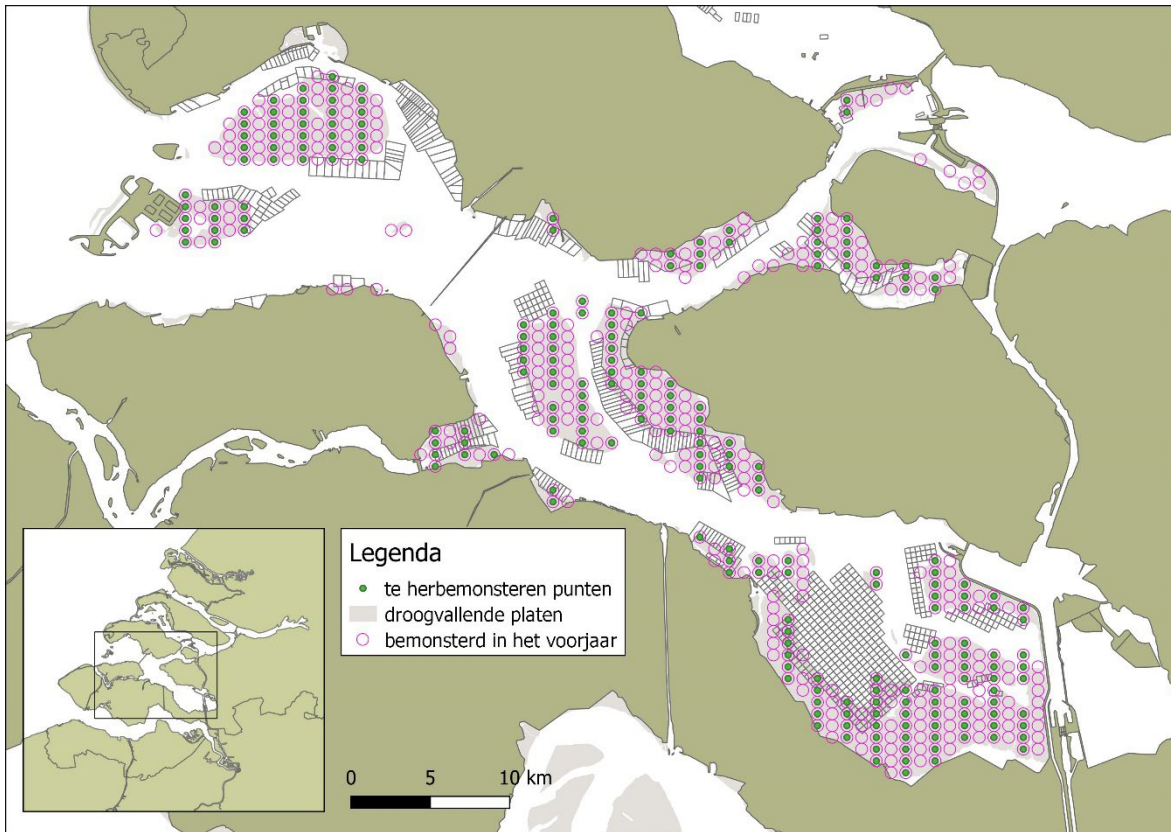 Legenda
te herbemonsteren punten
droogvallende platen
bemonsterd in het voorjaar
0 5 10 km